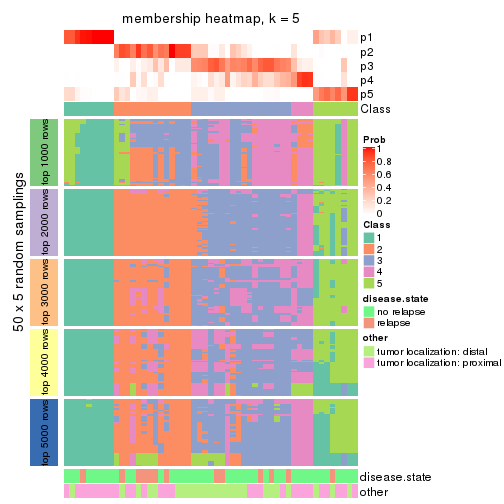 membership heatmap, k = 5
p1
p2
p3
p4
p5
Class
50 x 5 random samplings
top 1000 rows
top 2000 rows
top 3000 rows
top 4000 rows
top 5000 rows
disease.state
other
Prob
1
0.8
0.6
0.4
0.2
0
Class
1
2
3
4
5
disease.state
no relapse
relapse
other
tumor localization: distal
tumor localization: proximal